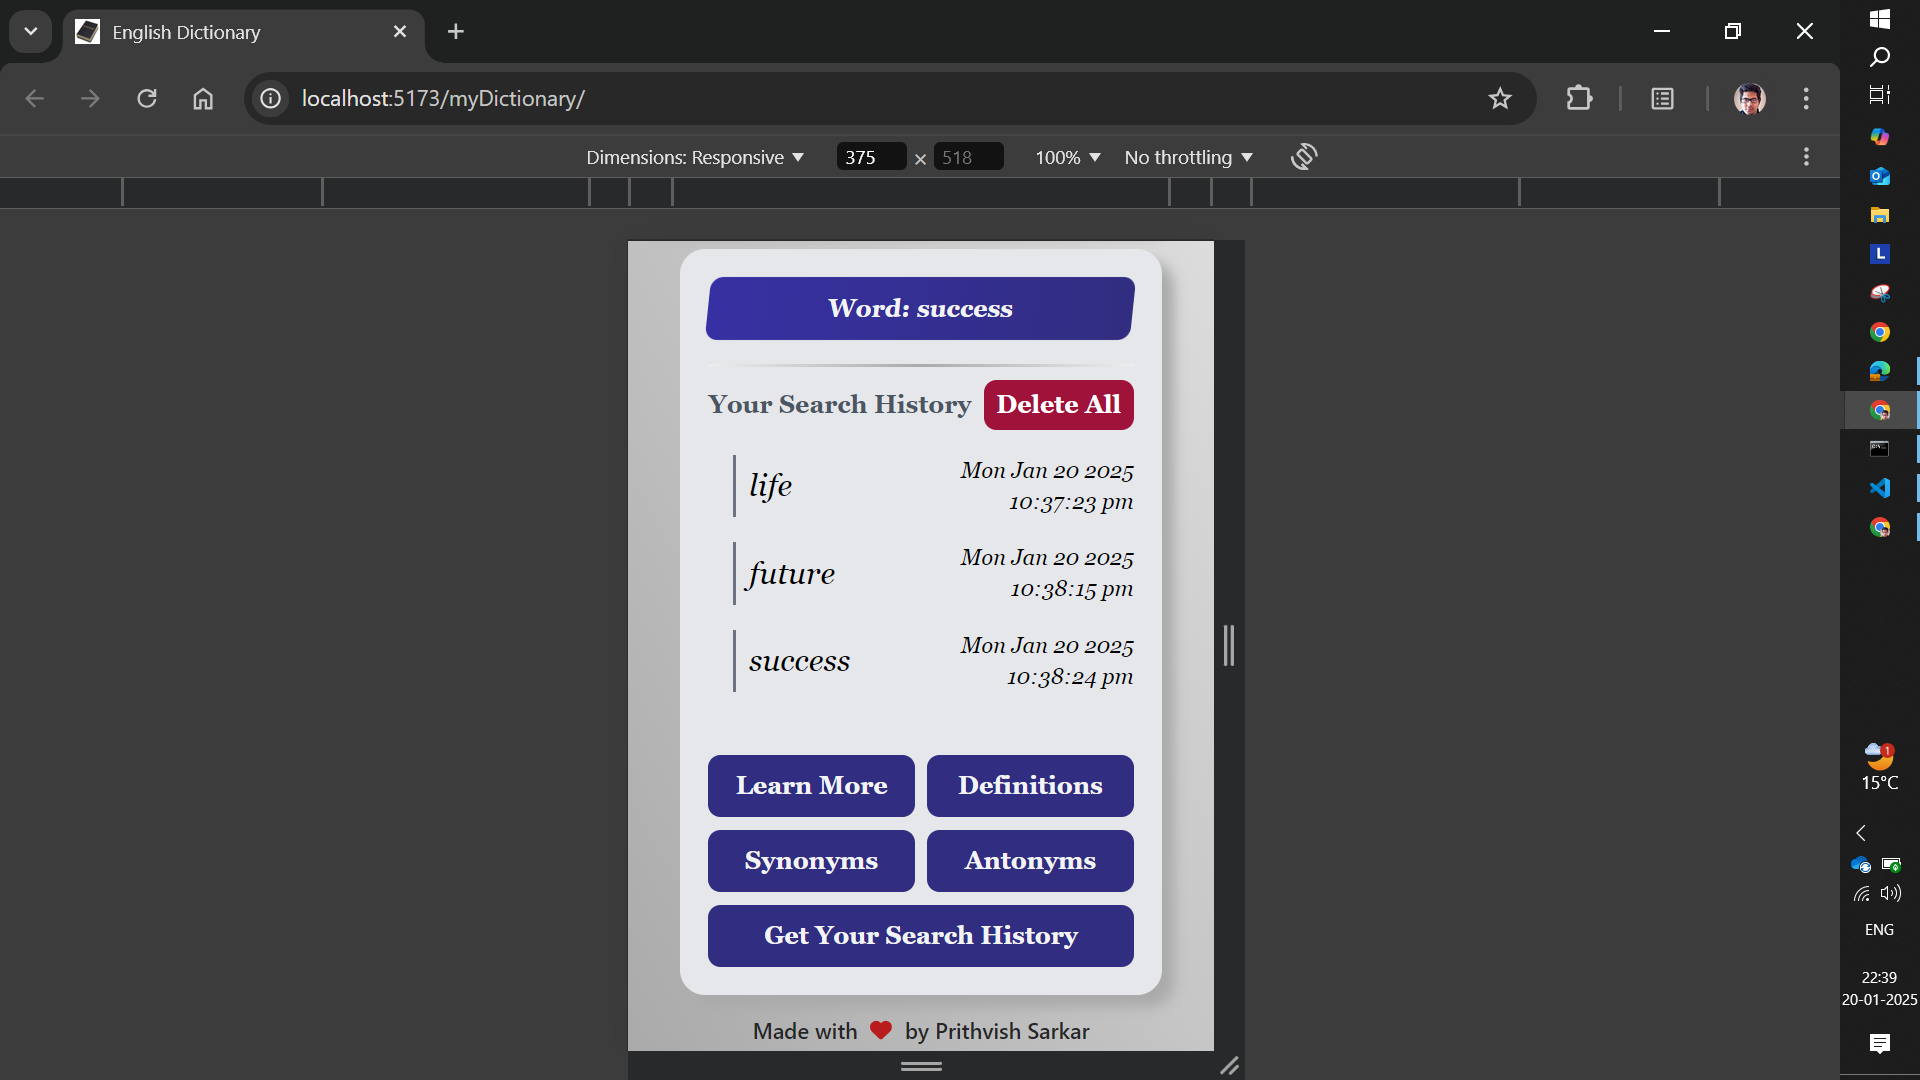 English Dictionary
localhost:5173/myDictionary/
Dimensions: Responsive 375 × 518 100% No throttling
Word: success
Your Search History Delete All
life Mon Jan 20 2025
10:37:23 pm
future Mon Jan 20 2025
10:38:15 pm
success Mon Jan 20 2025
10:38:24 pm
Learn More Definitions
Synonyms Antonyms
Get Your Search History
Made with by Prithvish Sarkar
L
1
15°C
ENG
22:39
20-01-2025